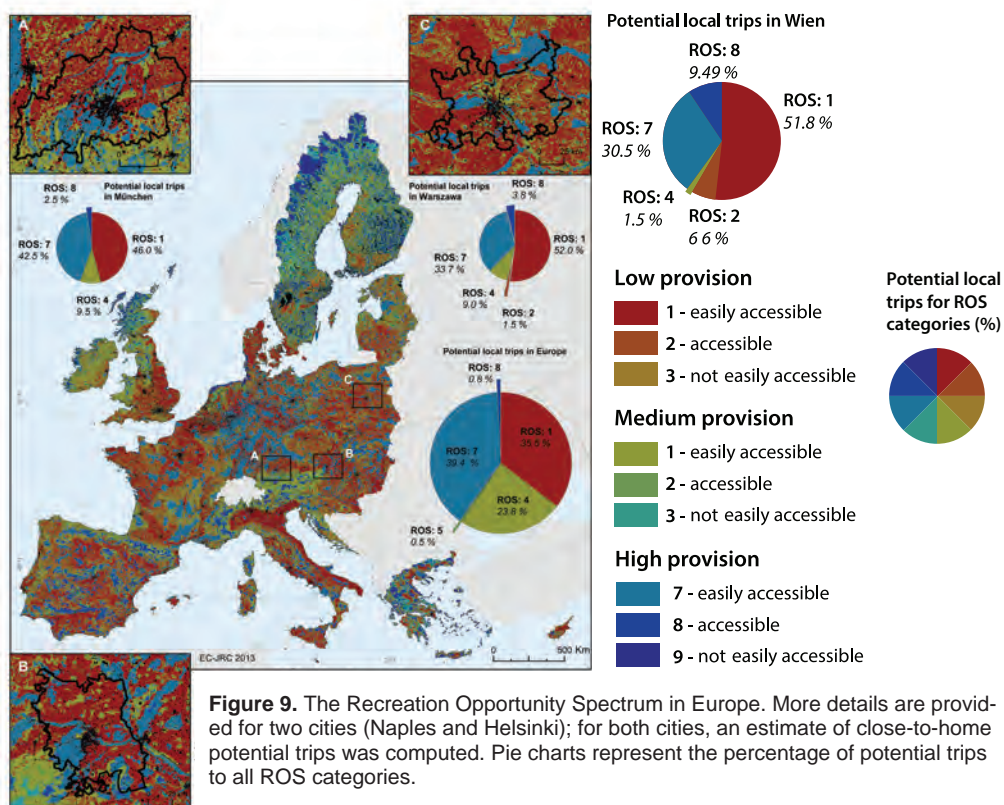 A
C
25 km
Potential local trips
in München
ROS: 8
2.5 %
ROS: 7
42.5 %
ROS: 1
46.0 %
ROS: 4
9.5 %
Potential local trips
in Warszawa
ROS: 8
3.8 %
ROS: 1
52.0 %
ROS: 7
33.7 %
ROS: 4
9.0 %
ROS: 2
1.5 %
Potential local trips in Europe
ROS: 8
0.8 %
ROS: 1
35.5 %
ROS: 7
39.4 %
ROS: 4
23.8 %
ROS: 5
0.5 %
C
A
B
EC-JRC 2013
0
500 Km
B
Potential local trips in Wien
ROS: 8
9.49 %
ROS: 1
51.8 %
ROS: 7
30.5 %
ROS: 4
1.5 %
ROS: 2
6 6 %
Low provision
1 - easily accessible
2 - accessible
3 - not easily accessible
Medium provision
1 - easily accessible
2 - accessible
3 - not easily accessible
High provision
7 - easily accessible
8 - accessible
9 - not easily accessible
Potential local
trips for ROS
categories (%)
Figure 9. The Recreation Opportunity Spectrum in Europe. More details are provid-
ed for two cities (Naples and Helsinki); for both cities, an estimate of close-to-home
potential trips was computed. Pie charts represent the percentage of potential trips
to all ROS categories.